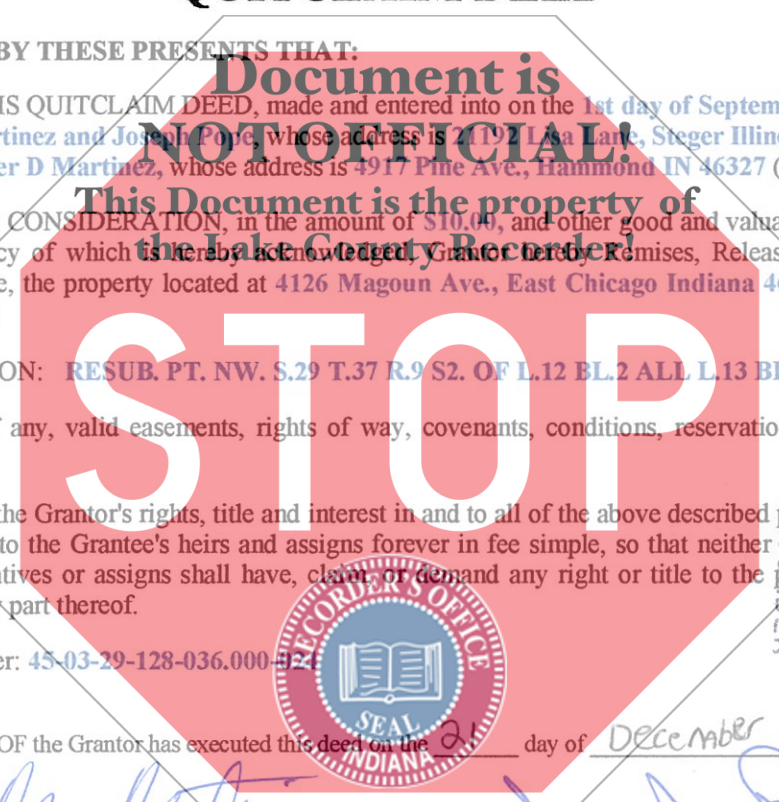 BY THESE PRESENTS THAT:
Document is
IS QUITCLAIM DEED, made and entered into on the 1st day of Septem
rtinez and Joseph Pope, whose address is 21192 Lisa Lane, Steger Illin
NOT OFFICIAL!
er D Martinez, whose address is 4917 Pine Ave., Hammond IN 46327 (
This Document is the property of
CONSIDERATION, in the amount of $10.00, and other good and valua
the Lake County Recorder!
cy of which is hereby acknowledged, Grantor hereby Remises, Releas
e, the property located at 4126 Magoun Ave., East Chicago Indiana 4
STOP
ON: RESUB. PT. NW. S.29 T.37 R.9 S2. OF L.12 BL.2 ALL L.13 BL
f any, valid easements, rights of way, covenants, conditions, reservatio
the Grantor's rights, title and interest in and to all of the above described
to the Grantee's heirs and assigns forever in fee simple, so that neither
tives or assigns shall have, claim, or demand any right or title to the
part thereof.
RECORDER'S OFFICE
er: 45-03-29-128-036.000-024
SEAL
INDIANA
OF the Grantor has executed this deed on the 21 day of December